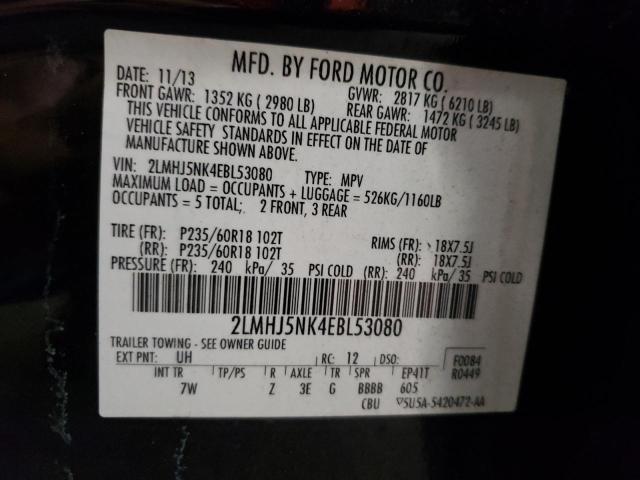 MFD. BY FORD MOTOR CO.
DATE: 11/13
GVWR: 2817 KG ( 6210 LB)
FRONT GAWR: 1352 KG ( 2980 LB)
REAR GAWR: 1472 KG ( 3245 LB)
THIS VEHICLE CONFORMS TO ALL APPLICABLE FEDERAL MOTOR
VEHICLE SAFETY STANDARDS IN EFFECT ON THE DATE OF
MANUFACTURE SHOWN ABOVE.
VIN: 2LMHJ5NK4EBL53080 TYPE: MPV
MAXIMUM LOAD = OCCUPANTS + LUGGAGE = 526KG/1160LB
OCCUPANTS = 5 TOTAL; 2 FRONT, 3 REAR
TIRE (FR): P235/60R18 102T RIMS (FR): 18X7.5J
(RR): P235/60R18 102T (RR): 18X7.5J
PRESSURE (FR): 240 kPa/ 35 PSI COLD (RR): 240 kPa/ 35 PSI COLD
2LMHJ5NK4EBL53080
TRAILER TOWING - SEE OWNER GUIDE
EXT PNT: UH RC: 12 DSO: F0084
INT TR TP/PS R AXLE TR SPR EP41T R0449
7W Z 3E G BBBB 605
CBU 5U5A-5420472-AA